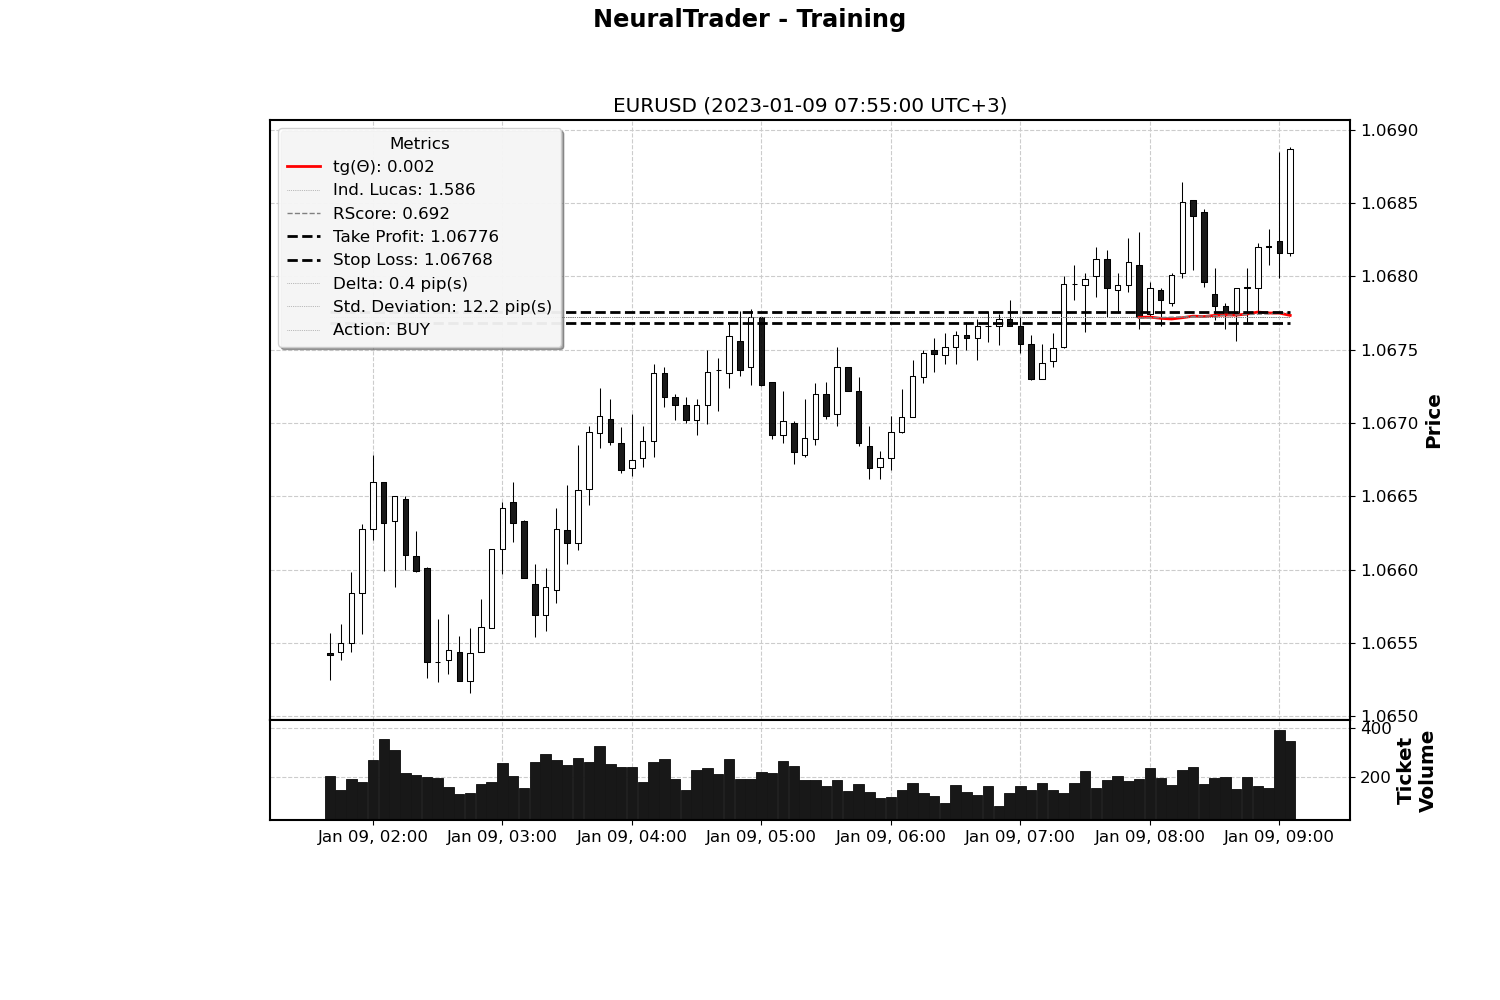 NeuralTrader - Training
EURUSD (2023-01-09 07:55:00 UTC+3)
Metrics
tg(Θ): 0.002
Ind. Lucas: 1.586
RScore: 0.692
Take Profit: 1.06776
Stop Loss: 1.06768
Delta: 0.4 pip(s)
Std. Deviation: 12.2 pip(s)
Action: BUY
1.0690
1.0685
1.0680
1.0675
1.0670
1.0665
1.0660
1.0655
1.0650
Price
400
200
Ticket
Volume
Jan 09, 02:00 Jan 09, 03:00 Jan 09, 04:00 Jan 09, 05:00 Jan 09, 06:00 Jan 09, 07:00 Jan 09, 08:00 Jan 09, 09:00